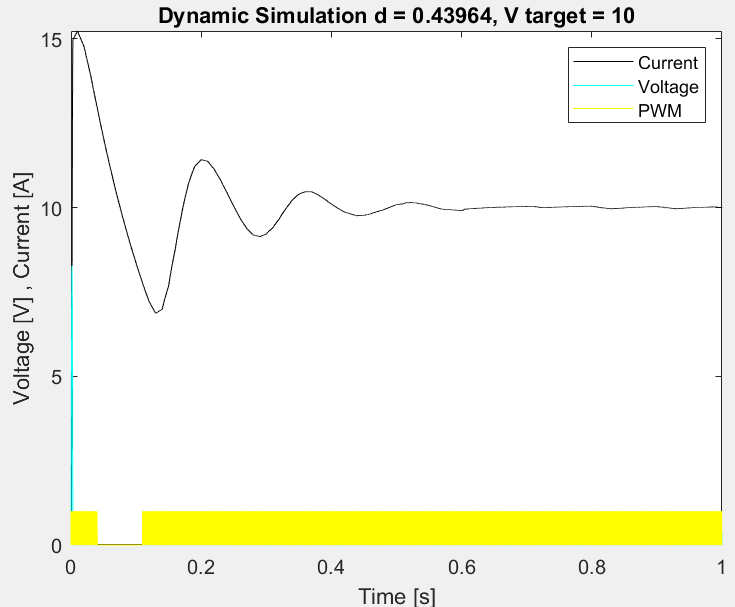 Dynamic Simulation d = 0.43964, V target = 10
Current
Voltage
PWM
Voltage [V] , Current [A]
15
10
5
0
0 0.2 0.4 0.6 0.8 1
Time [s]